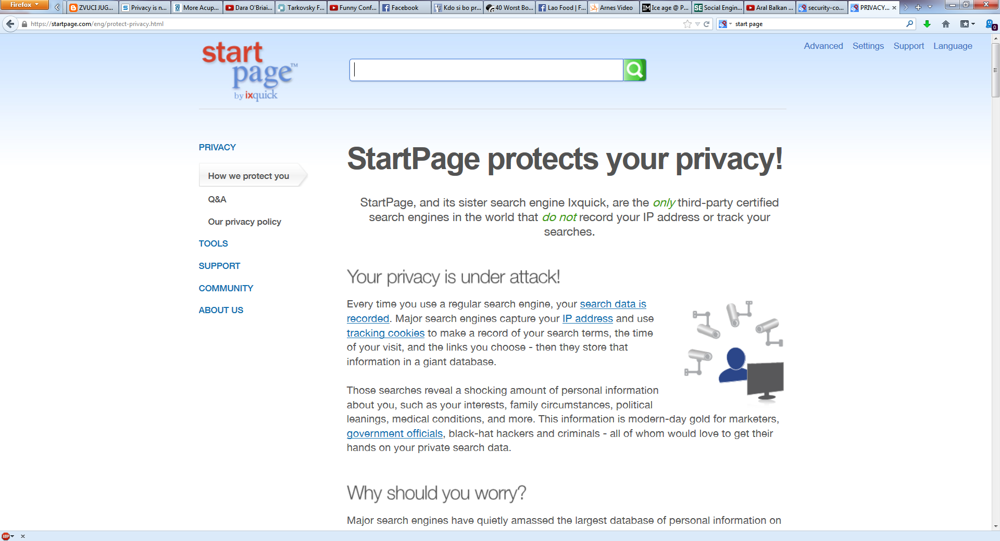 Firefox
ZVUCI JUG...
Privacy is n...
More Acup...
Dara O'Briai...
Tarkovsky F...
Funny Conf...
Facebook
Kdo si bo pr...
40 Worst Bo...
Lao Food | F...
Arnes Video
IM Ice age @ P...
SE Social Engin...
Aral Balkan ...
security-co...
PRIVACY...
https://startpage.com/eng/protect-privacy.html
start page
0
start
page™
by ixquick
Advanced Settings Support Language
PRIVACY
How we protect you
Q&A
Our privacy policy
TOOLS
SUPPORT
COMMUNITY
ABOUT US
StartPage protects your privacy!
StartPage, and its sister search engine Ixquick, are the only third-party certified
search engines in the world that do not record your IP address or track your
searches.
Your privacy is under attack!
Every time you use a regular search engine, your search data is
recorded. Major search engines capture your IP address and use
tracking cookies to make a record of your search terms, the time
of your visit, and the links you choose - then they store that
information in a giant database.
Those searches reveal a shocking amount of personal information
about you, such as your interests, family circumstances, political
leanings, medical conditions, and more. This information is modern-day gold for marketers,
government officials, black-hat hackers and criminals - all of whom would love to get their
hands on your private search data.
Why should you worry?
Major search engines have quietly amassed the largest database of personal information on
ABP